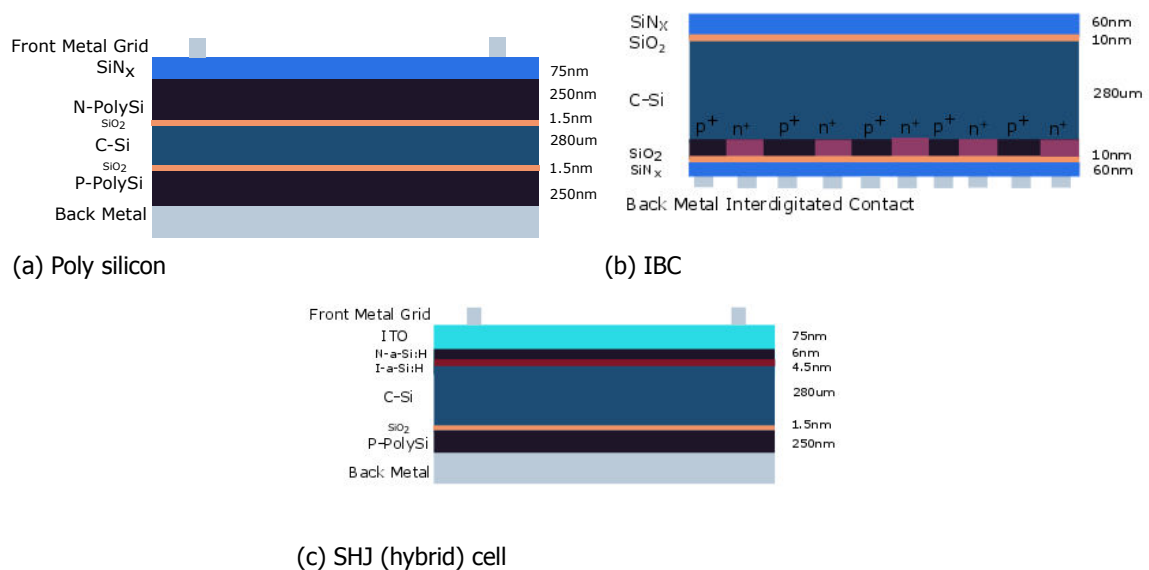 Front Metal Grid
SiNx 75nm
N-PolySi 250nm
SiO2 1.5nm
C-Si 280um
SiO2 1.5nm
P-PolySi 250nm
Back Metal
(a) Poly silicon
SiNx 60nm
SiO2 10nm
C-Si 280um
p+ n+ p+ n+ p+ n+ p+ n+ p+ n+
SiO2 10nm
SiNx 60nm
Back Metal Interdigitated Contact
(b) IBC
Front Metal Grid
ITO 75nm
N-a-Si:H 6nm
I-a-Si:H 4.5nm
C-Si 280um
SiO2 1.5nm
P-PolySi 250nm
Back Metal
(c) SHJ (hybrid) cell